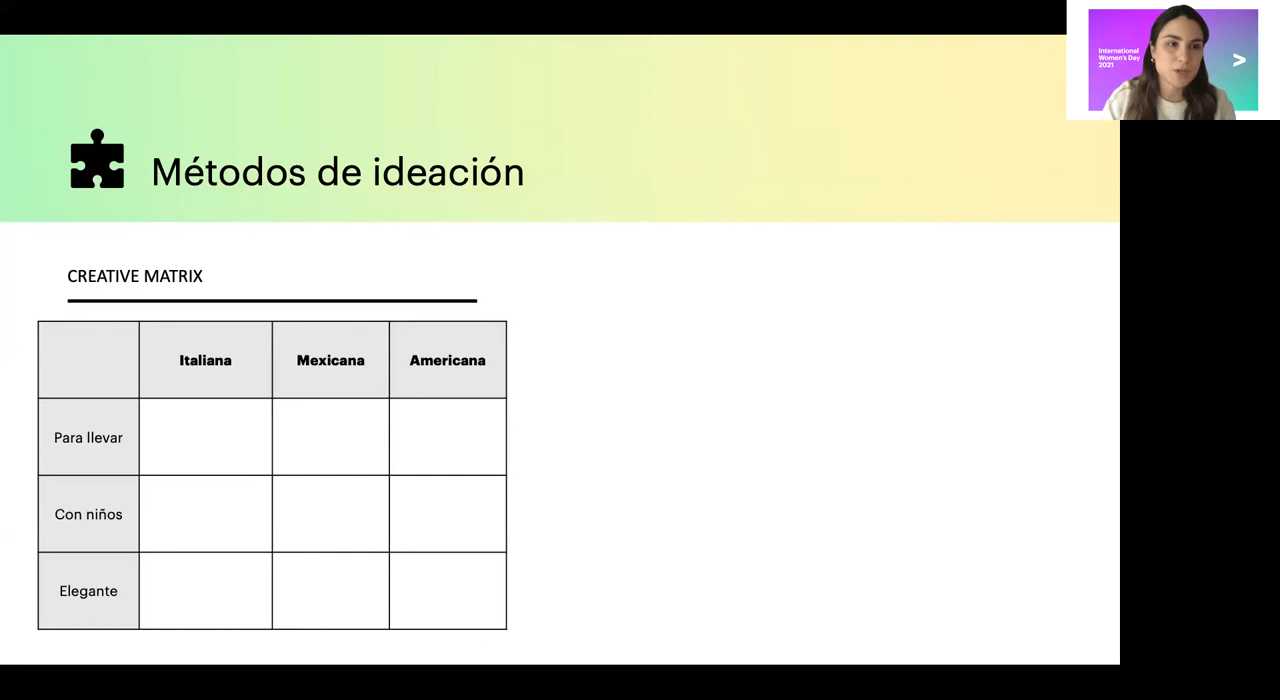 International
Women's Day
2021
>
Métodos de ideación
CREATIVE MATRIX
Italiana Mexicana Americana
Para llevar
Con niños
Elegante